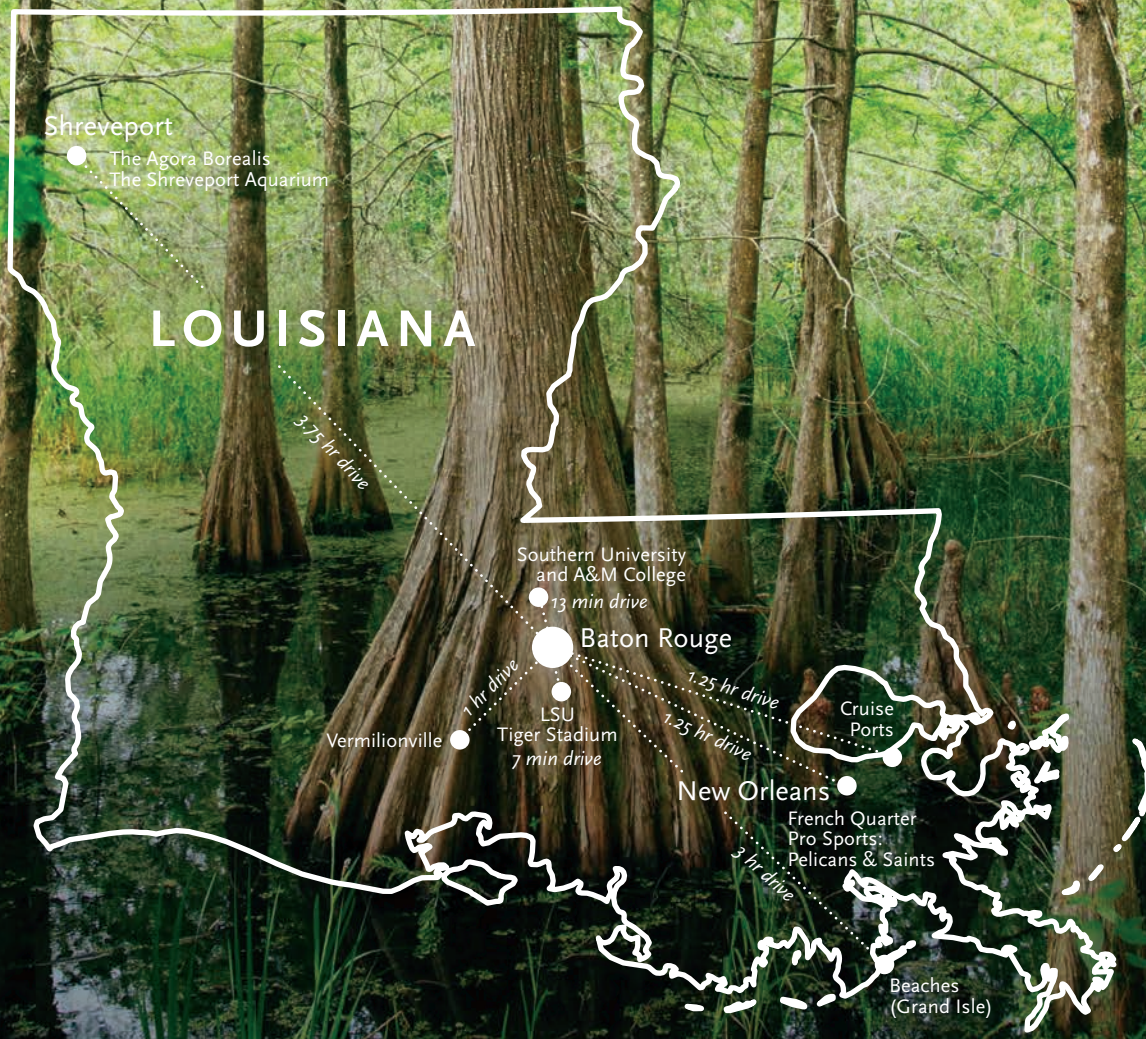 Shreveport
The Agora Borealis
The Shreveport Aquarium
LOUISIANA
3.75 hr drive
Southern University
and A&M College
13 min drive
Baton Rouge
1 hr drive
1.25 hr drive
1.25 hr drive
LSU
Tiger Stadium
7 min drive
Vermilionville
Cruise
Ports
New Orleans
French Quarter
Pro Sports:
Pelicans & Saints
3 hr drive
Beaches
(Grand Isle)